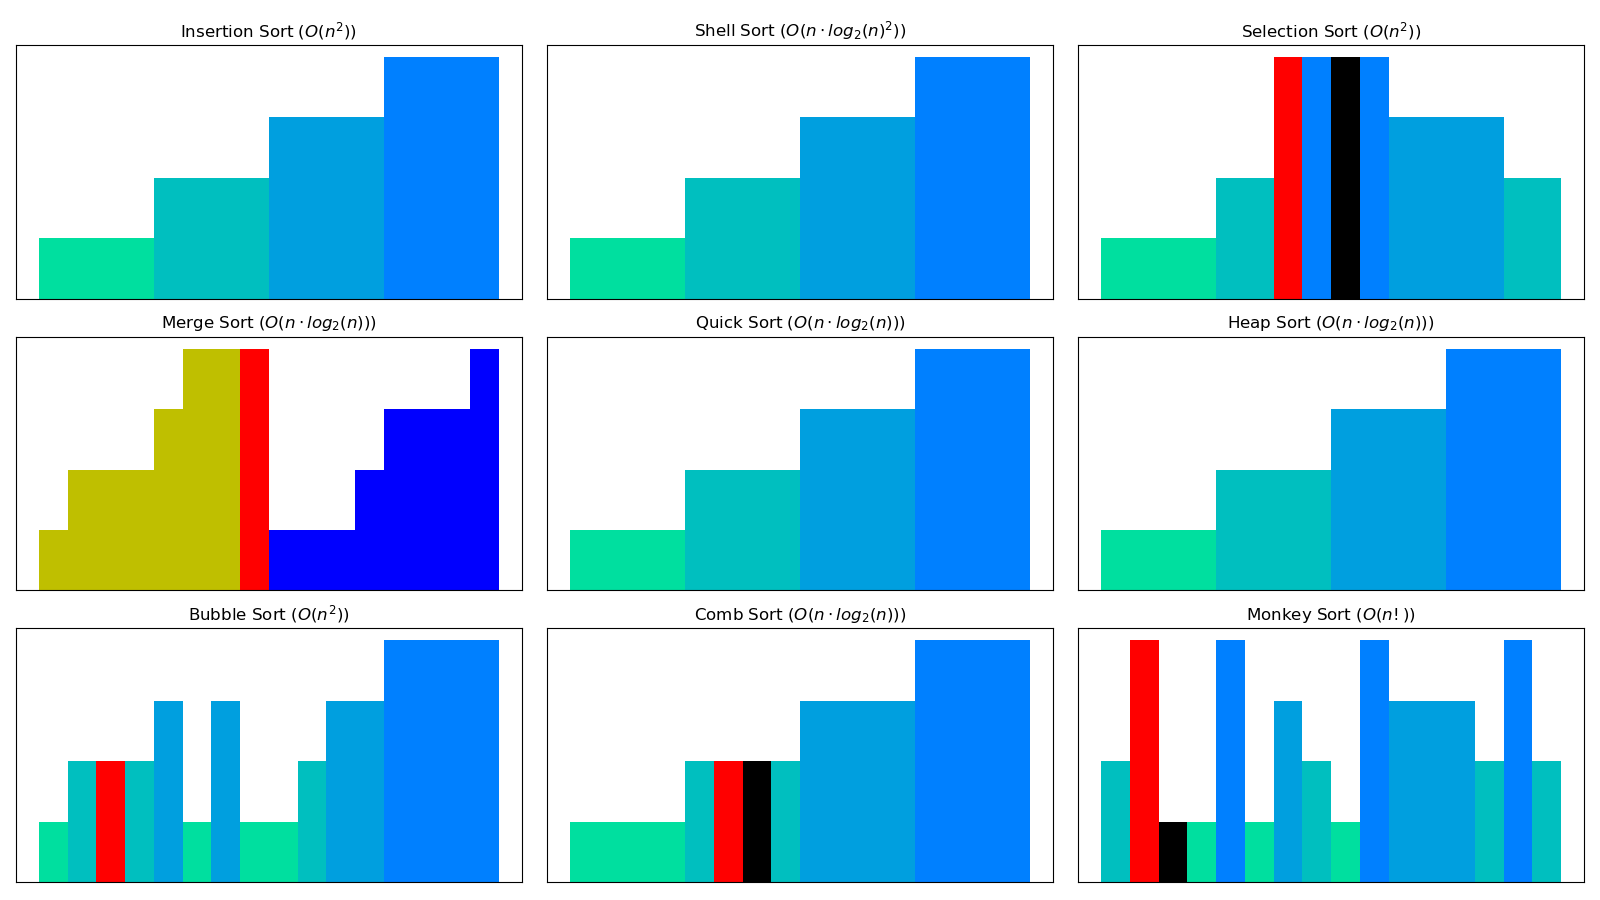 Insertion Sort (O(n²))
Shell Sort (O(n · log₂(n)²))
Selection Sort (O(n²))
Merge Sort (O(n · log₂(n)))
Quick Sort (O(n · log₂(n)))
Heap Sort (O(n · log₂(n)))
Bubble Sort (O(n²))
Comb Sort (O(n · log₂(n)))
Monkey Sort (O(n!))